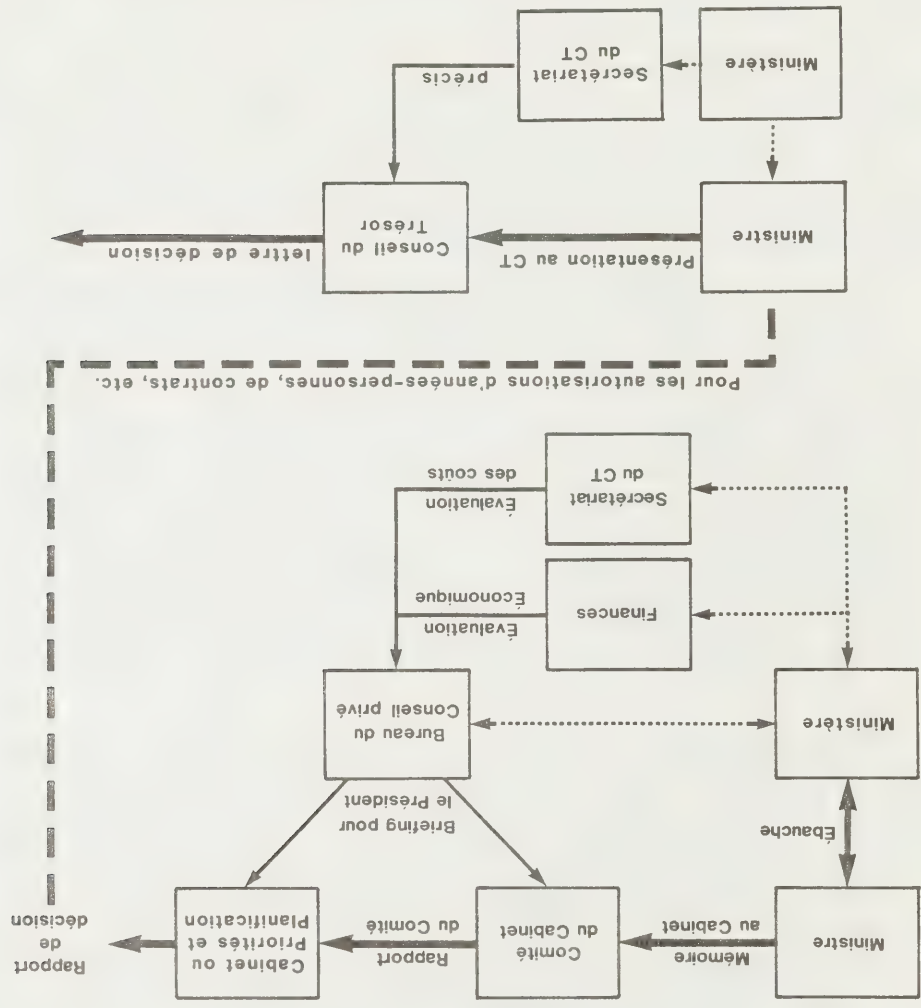 Ministre
Mémoire
au Cabinet
Comité
du Cabinet
Rapport
du Comité
Cabinet ou
Priorités et
Planification
Rapport
de
décision
Ébauche
Briefing pour
le Président
Ministère
Bureau du
Conseil privé
Finances
Évaluation
Économique
Secrétariat
du CT
Évaluation
des coûts
Pour les autorisations d'années-personnes, de contrats, etc.
Ministre
Présentation au CT
Conseil du
Trésor
lettre de décision
Ministère
Secrétariat
du CT
précis